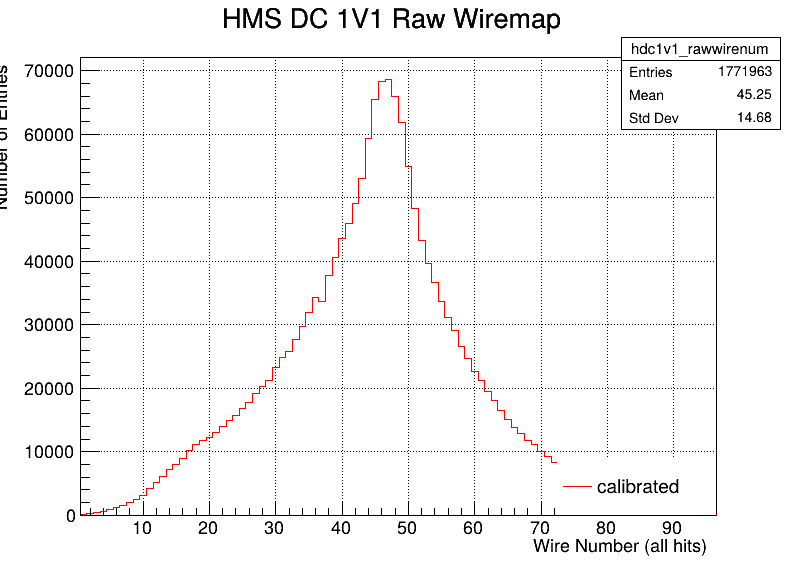 HMS DC 1V1 Raw Wiremap
hdc1v1_rawwirenum
Entries 1771963
Mean 45.25
Std Dev 14.68
Number of Entries
70000
60000
50000
40000
30000
20000
10000
0
calibrated
10 20 30 40 50 60 70 80 90
Wire Number (all hits)